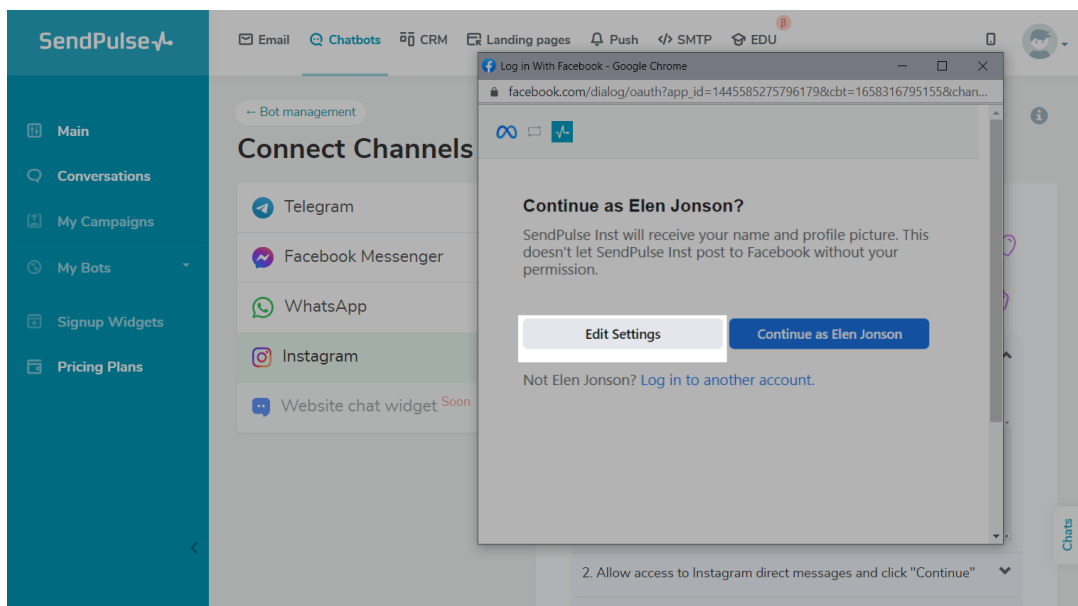 SendPulse
Email
Chatbots
CRM
Landing pages
Push
SMTP
EDU
β
Log in With Facebook - Google Chrome
facebook.com/dialog/oauth?app_id=1445585275796179&cbt=1658316795155&chan...
Main
Conversations
My Campaigns
My Bots
Signup Widgets
Pricing Plans
← Bot management
Connect Channels
Telegram
Facebook Messenger
WhatsApp
Instagram
Website chat widget Soon
Continue as Elen Jonson?
SendPulse Inst will receive your name and profile picture. This
doesn't let SendPulse Inst post to Facebook without your
permission.
Edit Settings
Continue as Elen Jonson
Not Elen Jonson? Log in to another account.
2. Allow access to Instagram direct messages and click "Continue"
Chats